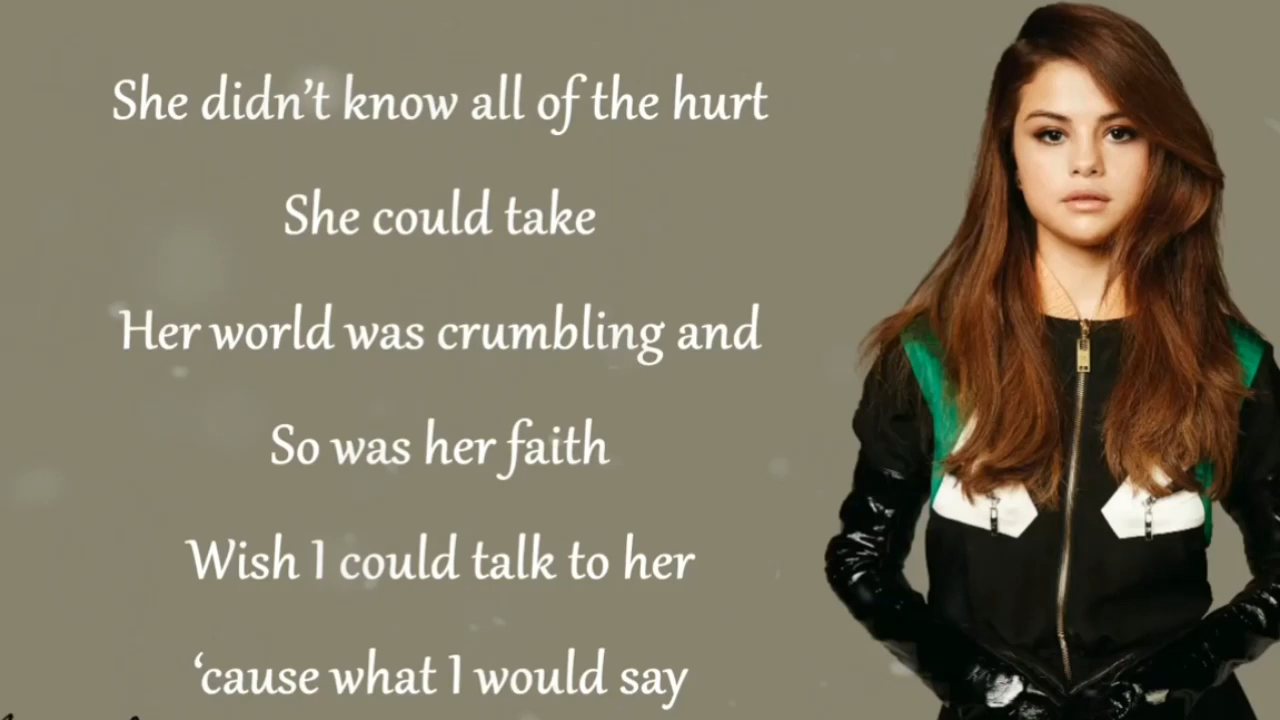 She didn’t know all of the hurt
She could take
Her world was crumbling and
So was her faith
Wish I could talk to her
‘cause what I would say